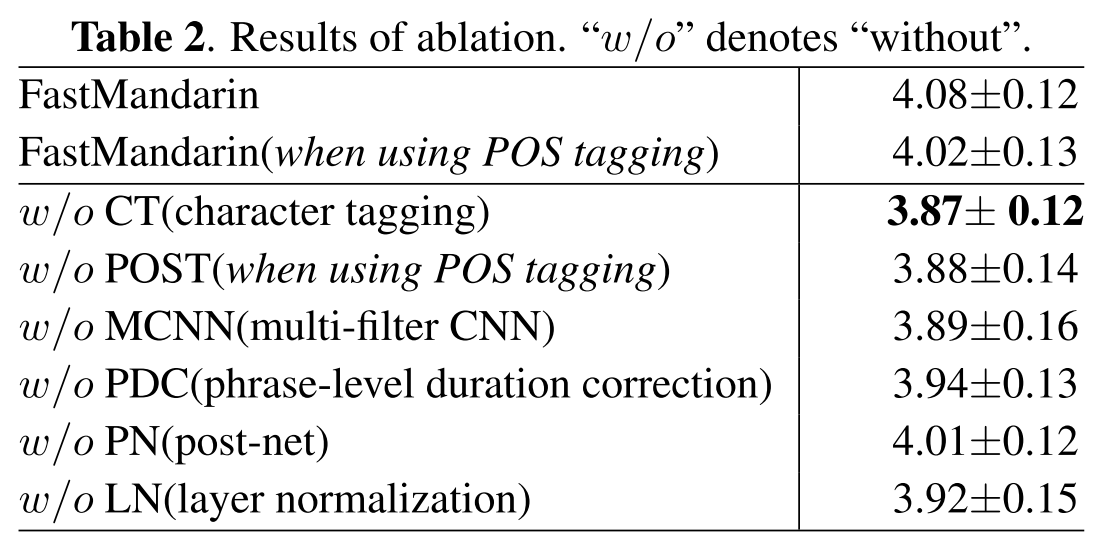 Table 2. Results of ablation. “w/o” denotes “without”.
FastMandarin 4.08±0.12
FastMandarin(when using POS tagging) 4.02±0.13
w/o CT(character tagging) 3.87± 0.12
w/o POST(when using POS tagging) 3.88±0.14
w/o MCNN(multi-filter CNN) 3.89±0.16
w/o PDC(phrase-level duration correction) 3.94±0.13
w/o PN(post-net) 4.01±0.12
w/o LN(layer normalization) 3.92±0.15